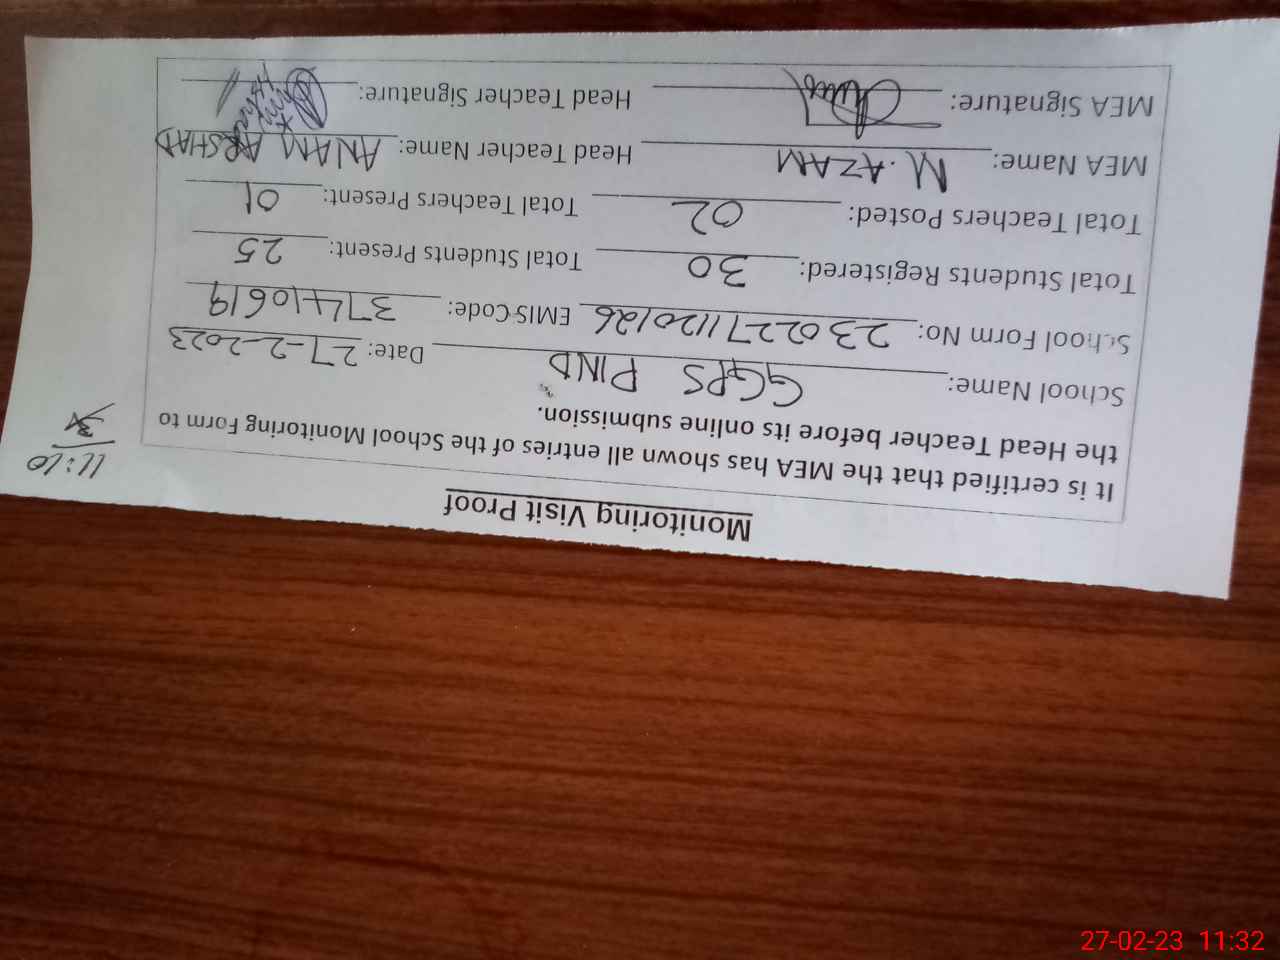 11:10
Monitoring Visit Proof
It is certified that the MEA has shown all entries of the School Monitoring Form to
the Head Teacher before its online submission.
School Name: GGPS PIND Date: 27-2-2023
School Form No: 2302271120126 EMIS Code: 37410619
Total Students Registered: 30 Total Students Present: 25
Total Teachers Posted: 02 Total Teachers Present: 01
MEA Name: M. AZAM Head Teacher Name: ANAM ARSHAD
MEA Signature: Head Teacher Signature:
27-02-23 11:32